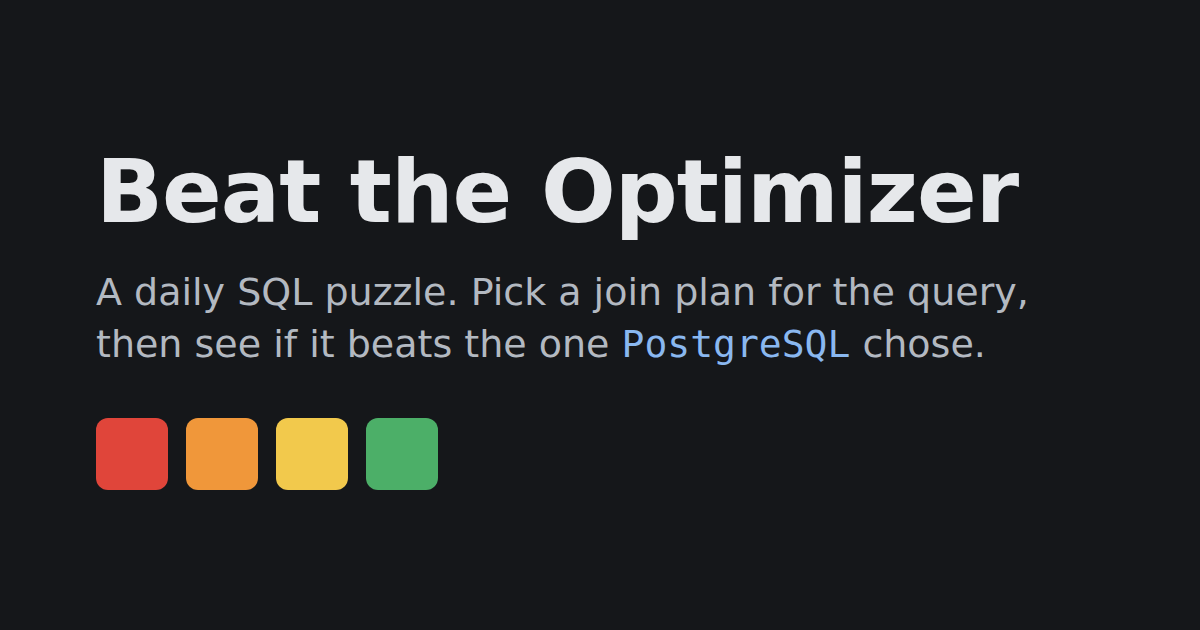 Beat the Optimizer
A daily SQL puzzle. Pick a join plan for the query,
then see if it beats the one PostgreSQL chose.